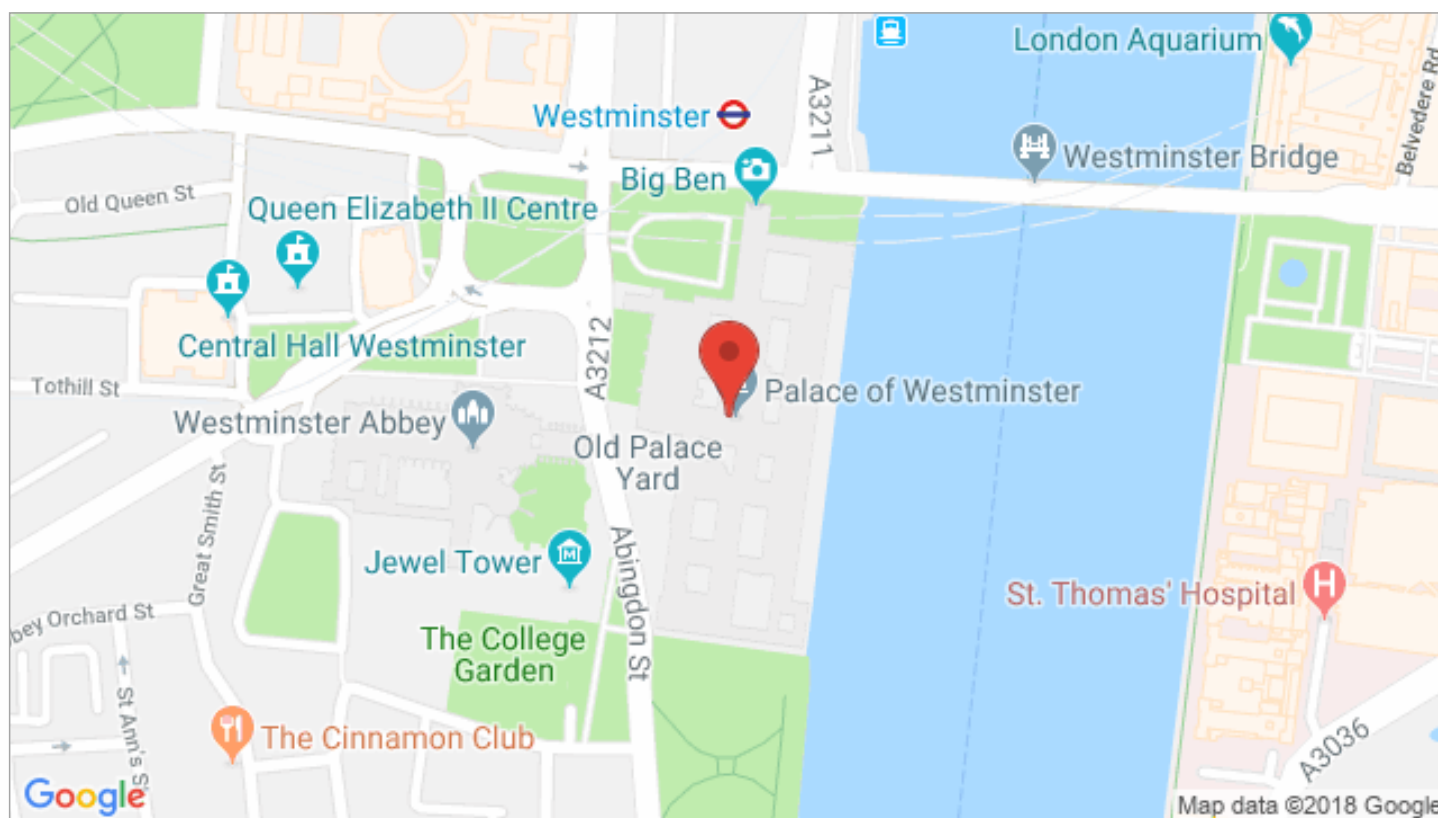 London Aquarium
Belvedere Rd
A3211
Westminster
Westminster Bridge
Big Ben
Old Queen St
Queen Elizabeth II Centre
Central Hall Westminster
A3212
Tothill St
Palace of Westminster
Westminster Abbey
Old Palace
Yard
Great Smith St
Jewel Tower
Abingdon St
St. Thomas' Hospital
H
bey Orchard St
The College
Garden
St Ann's S
The Cinnamon Club
A3036
Google
Map data ©2018 Google